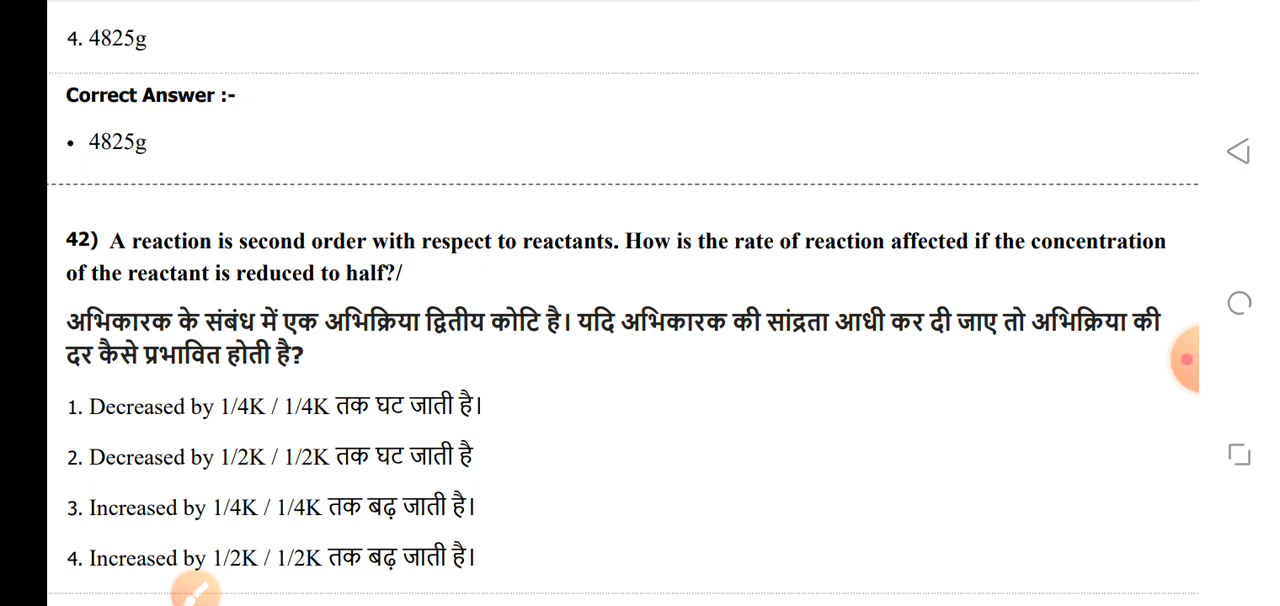 4. 4825g
Correct Answer :-
• 4825g
42) A reaction is second order with respect to reactants. How is the rate of reaction affected if the concentration
of the reactant is reduced to half?/
अभिकारक के संबंध में एक अभिक्रिया द्वितीय कोटि है। यदि अभिकारक की सांद्रता आधी कर दी जाए तो अभिक्रिया की
दर कैसे प्रभावित होती है?
1. Decreased by 1/4K / 1/4K तक घट जाती है।
2. Decreased by 1/2K / 1/2K तक घट जाती है
3. Increased by 1/4K / 1/4K तक बढ़ जाती है।
4. Increased by 1/2K / 1/2K तक बढ़ जाती है।